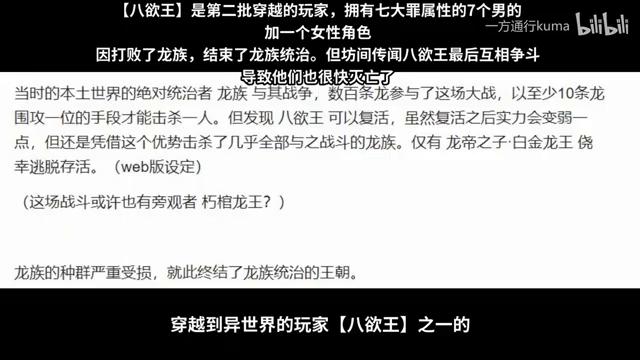 【八欲王】是第二批穿越的玩家，拥有七大罪属性的7个男的
加一个女性角色
一方通行kuma
bilibili
因打败了龙族，结束了龙族统治。但坊间传闻八欲王最后互相争斗
导致他们也很快灭亡了
当时的本土世界的绝对统治者 龙族 与其战争，数百条龙参与了这场大战，以至少10条龙
围攻一位的手段才能击杀一人。但发现 八欲王 可以复活，虽然复活之后实力会变弱一
点，但还是凭借这个优势击杀了几乎全部与之战斗的龙族。仅有 龙帝之子·白金龙王 侥
幸逃脱存活。（web版设定）
（这场战斗或许也有旁观者 朽棺龙王？）
龙族的种群严重受损，就此终结了龙族统治的王朝。
穿越到异世界的玩家【八欲王】之一的